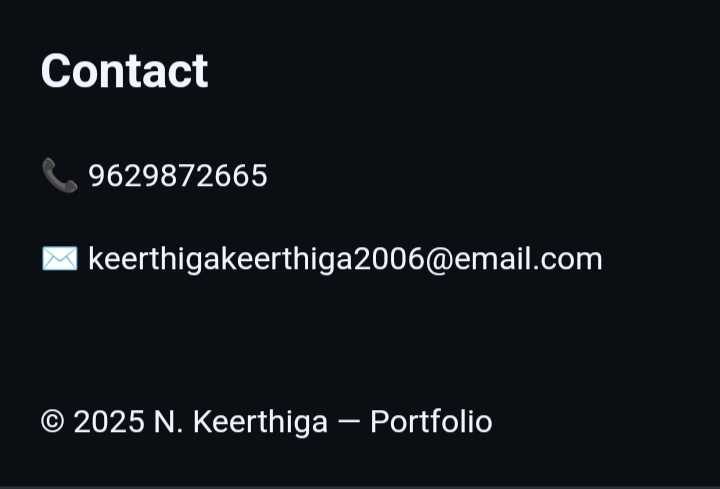 Contact
📞 9629872665
✉️ keerthigakeerthiga2006@email.com
© 2025 N. Keerthiga — Portfolio